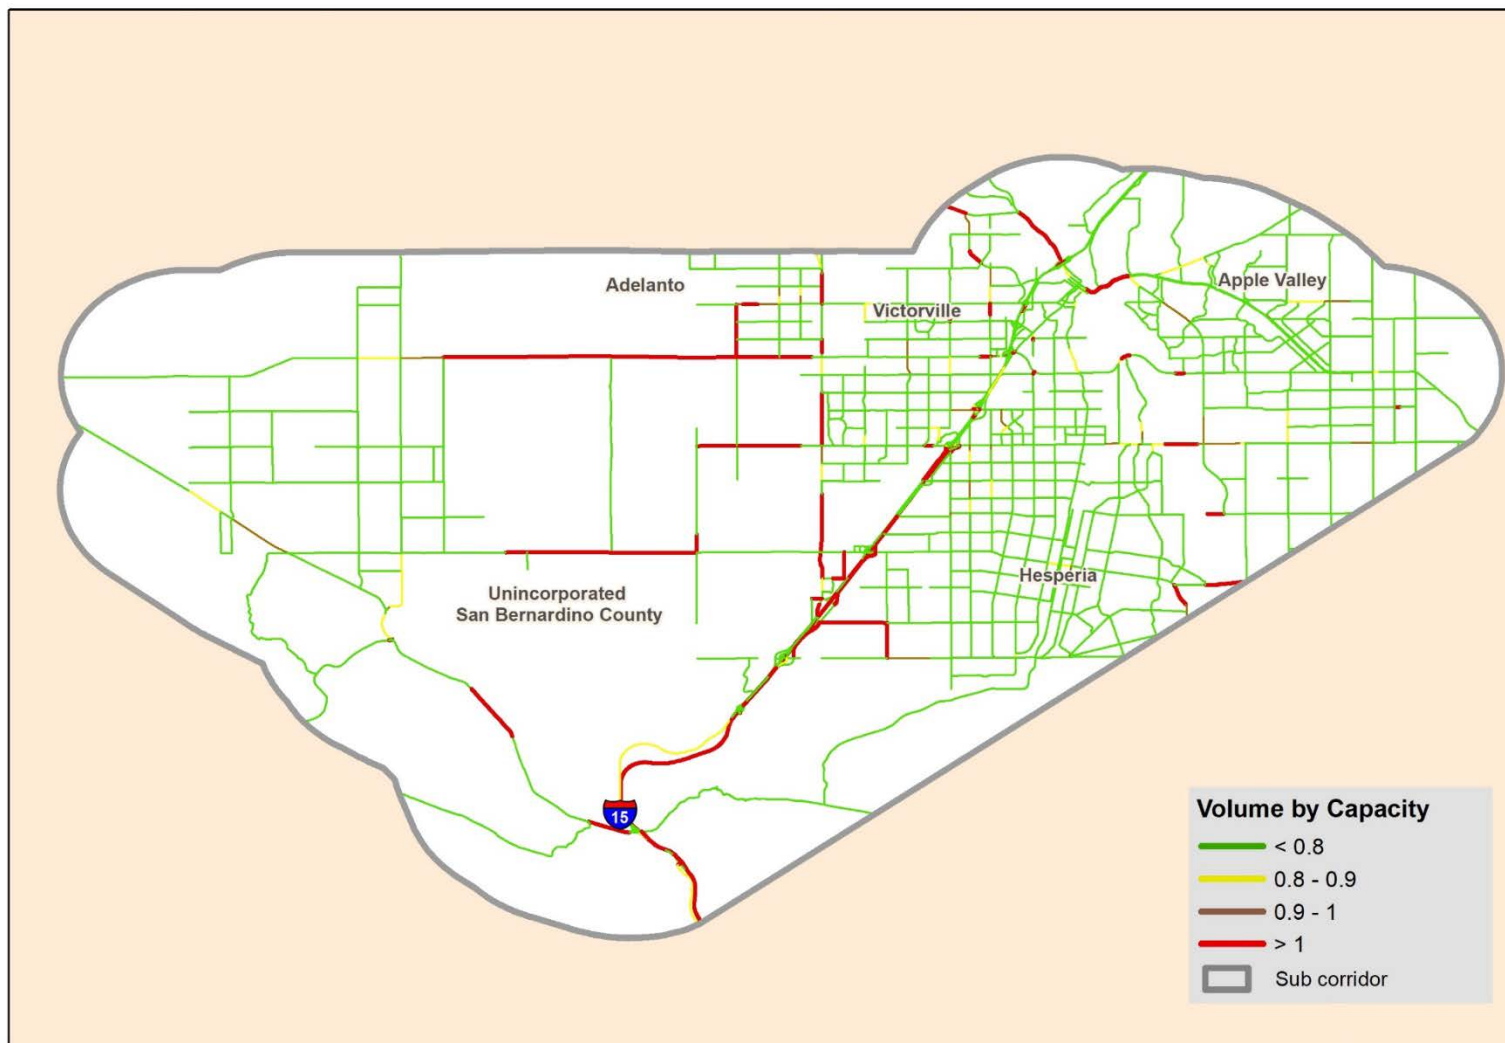 Adelanto
Apple Valley
Victorville
Hesperia
Unincorporated
San Bernardino County
15
Volume by Capacity
< 0.8
0.8 - 0.9
0.9 - 1
> 1
Sub corridor